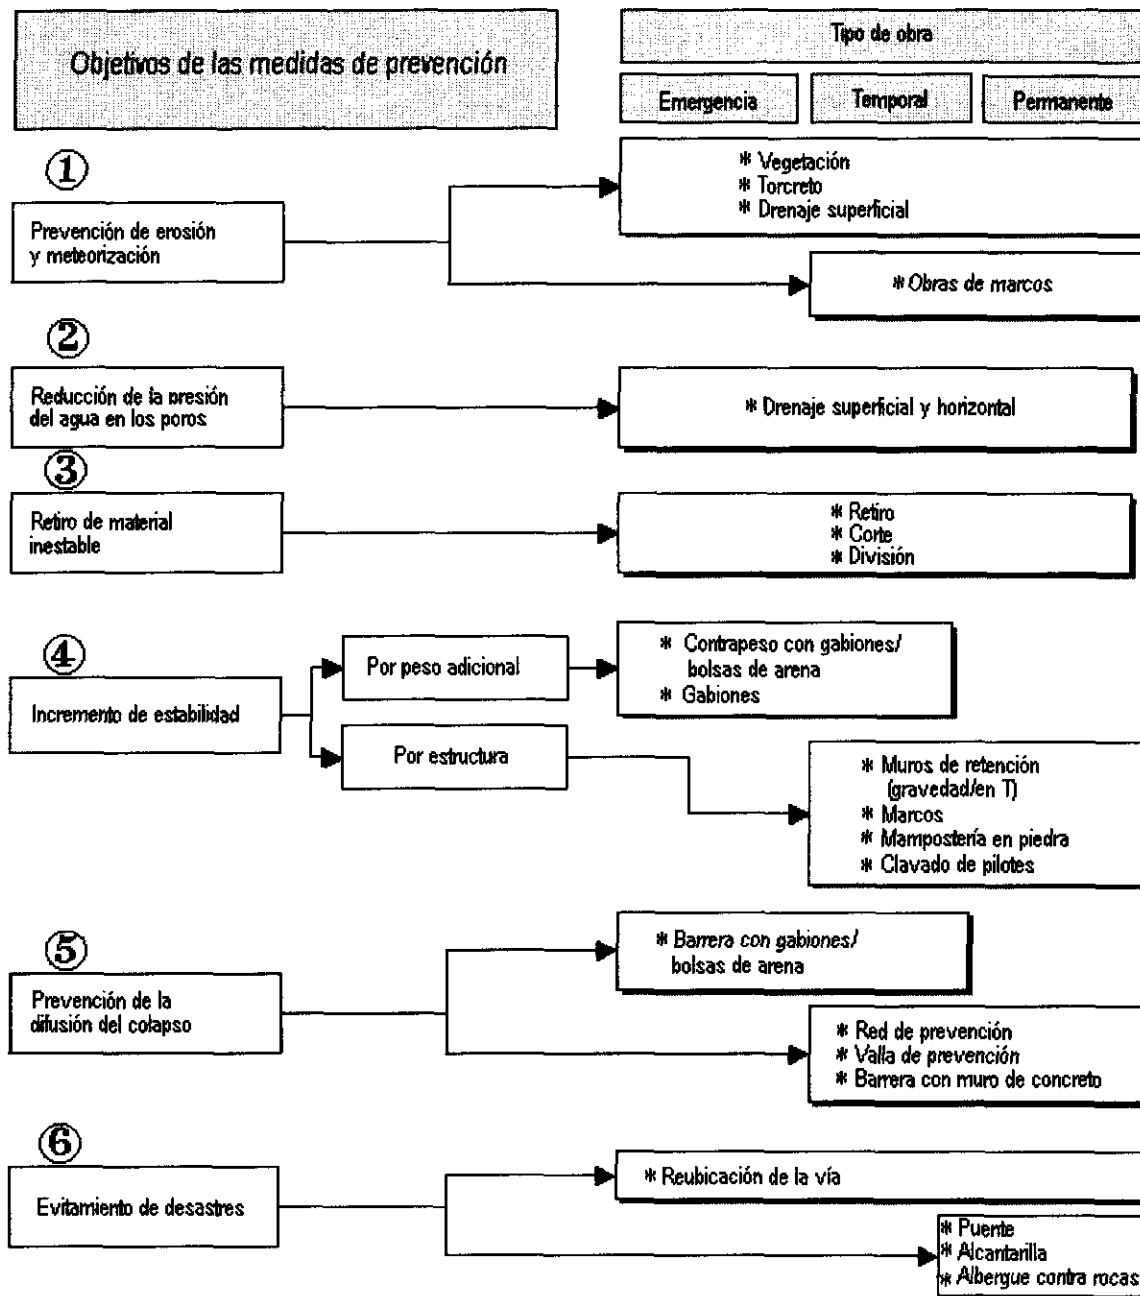 Objetivos de las medidas de prevención
Tipo de obra
Emergencia
Temporal
Permanente
1
Prevención de erosión
y meteorización
* Vegetación
* Torcreto
* Drenaje superficial
* Obras de marcos
2
Reducción de la presión
del agua en los poros
* Drenaje superficial y horizontal
3
Retiro de material
inestable
* Retiro
* Corte
* División
4
Incremento de estabilidad
Por peso adicional
* Contrapeso con gabiones/
bolsas de arena
* Gabiones
Por estructura
* Muros de retención
(gravedad/en T)
* Marcos
* Mampostería en piedra
* Clavado de pilotes
5
Prevención de la
difusión del colapso
* Barrera con gabiones/
bolsas de arena
* Red de prevención
* Valla de prevención
* Barrera con muro de concreto
6
Evitamiento de desastres
* Reubicación de la vía
* Puente
* Alcantarilla
* Albergue contra rocas